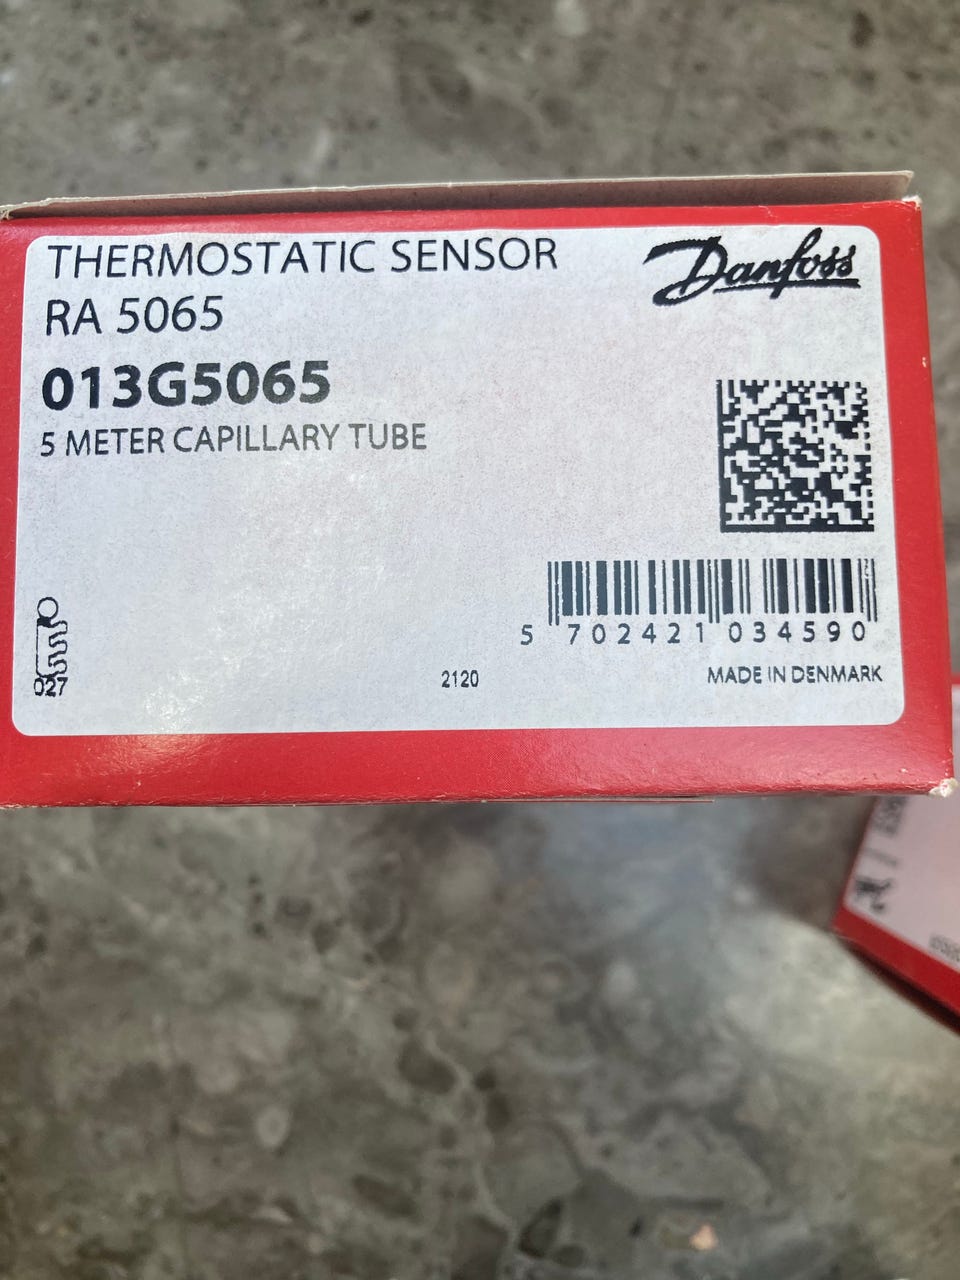 THERMOSTATIC SENSOR
Danfoss
RA 5065
013G5065
5 METER CAPILLARY TUBE
5 702421 034590
027
2120
MADE IN DENMARK